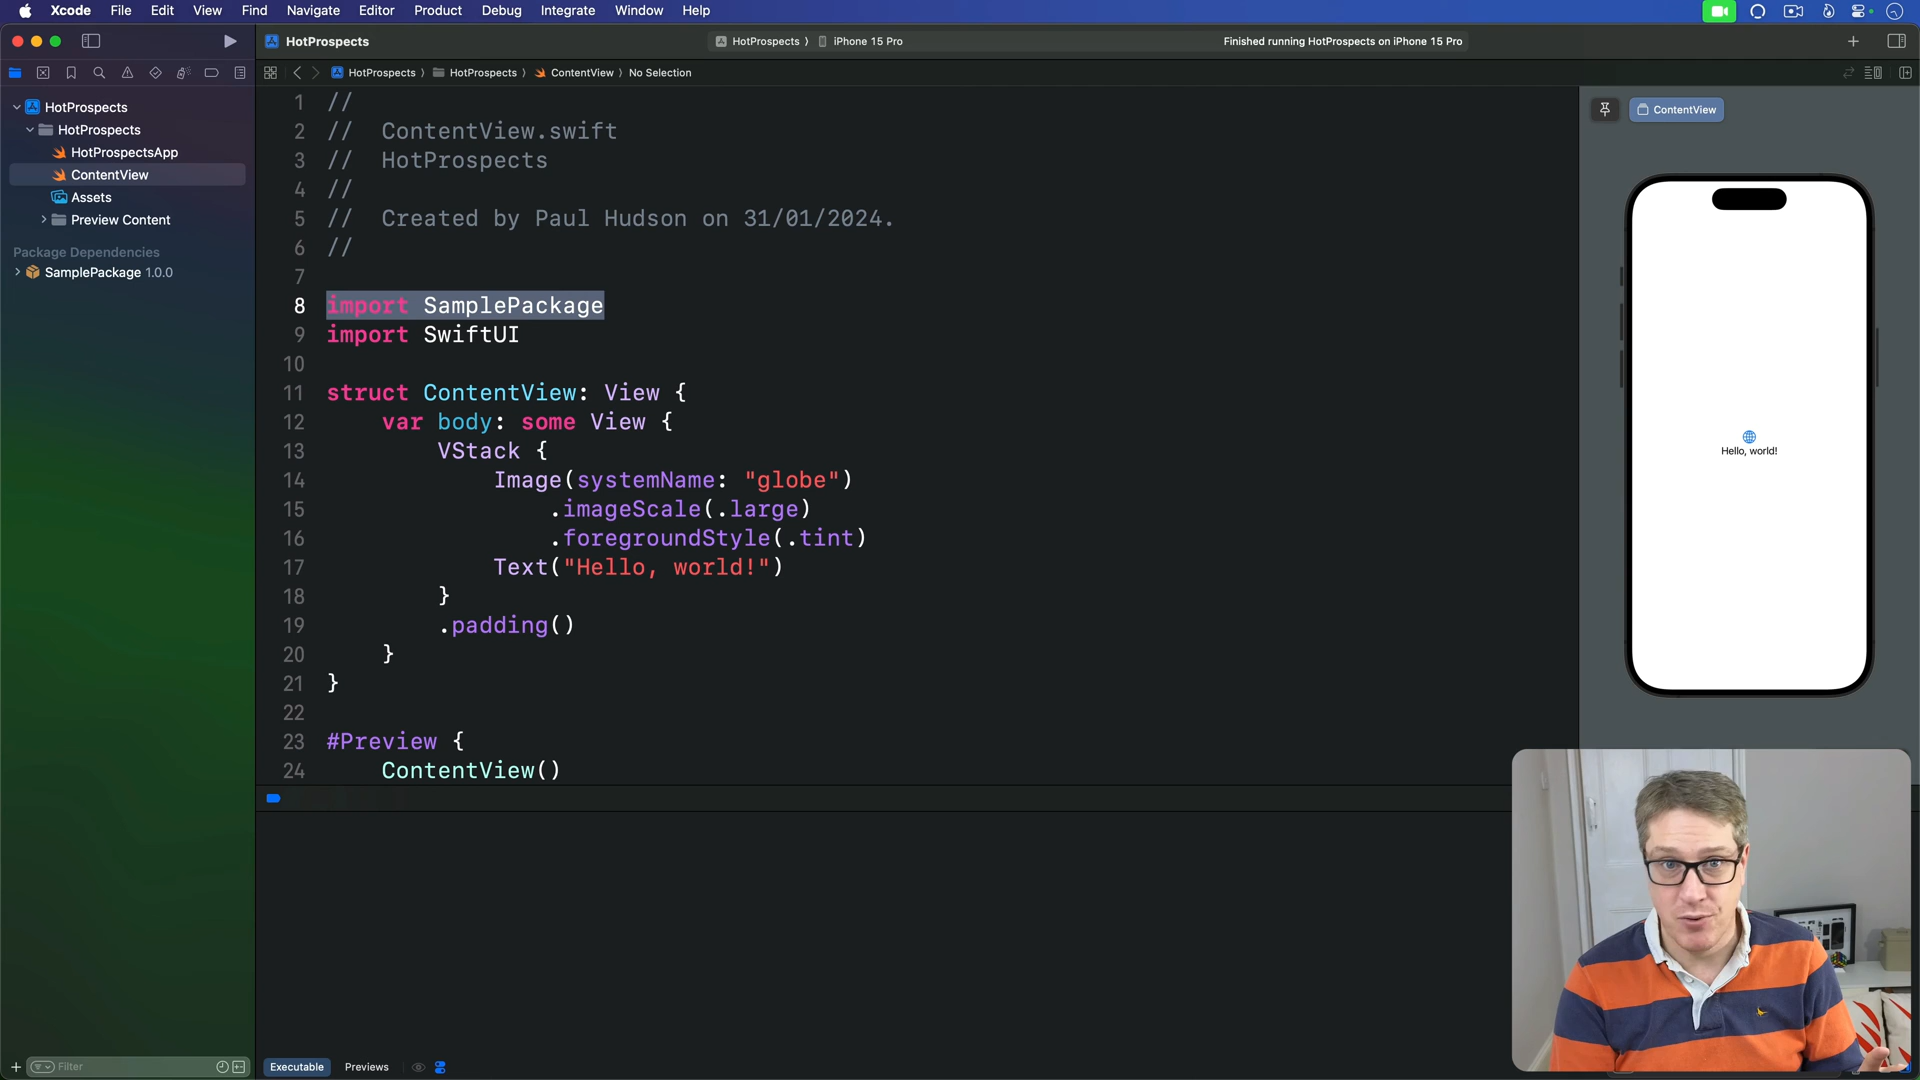 Xcode File Edit View Find Navigate Editor Product Debug Integrate Window Help
HotProspects
HotProspects 〉 iPhone 15 Pro
Finished running HotProspects on iPhone 15 Pro
HotProspects 〉 HotProspects 〉 ContentView 〉 No Selection
HotProspects
HotProspects
HotProspectsApp
ContentView
Assets
Preview Content
Package Dependencies
SamplePackage 1.0.0
Filter
1 //
2 //  ContentView.swift
3 //  HotProspects
4 //
5 //  Created by Paul Hudson on 31/01/2024.
6 //
7
8 import SamplePackage
9 import SwiftUI
10
11 struct ContentView: View {
12     var body: some View {
13         VStack {
14             Image(systemName: "globe")
15                 .imageScale(.large)
16                 .foregroundStyle(.tint)
17             Text("Hello, world!")
18         }
19         .padding()
20     }
21 }
22
23 #Preview {
24     ContentView()
Executable Previews
ContentView
Hello, world!